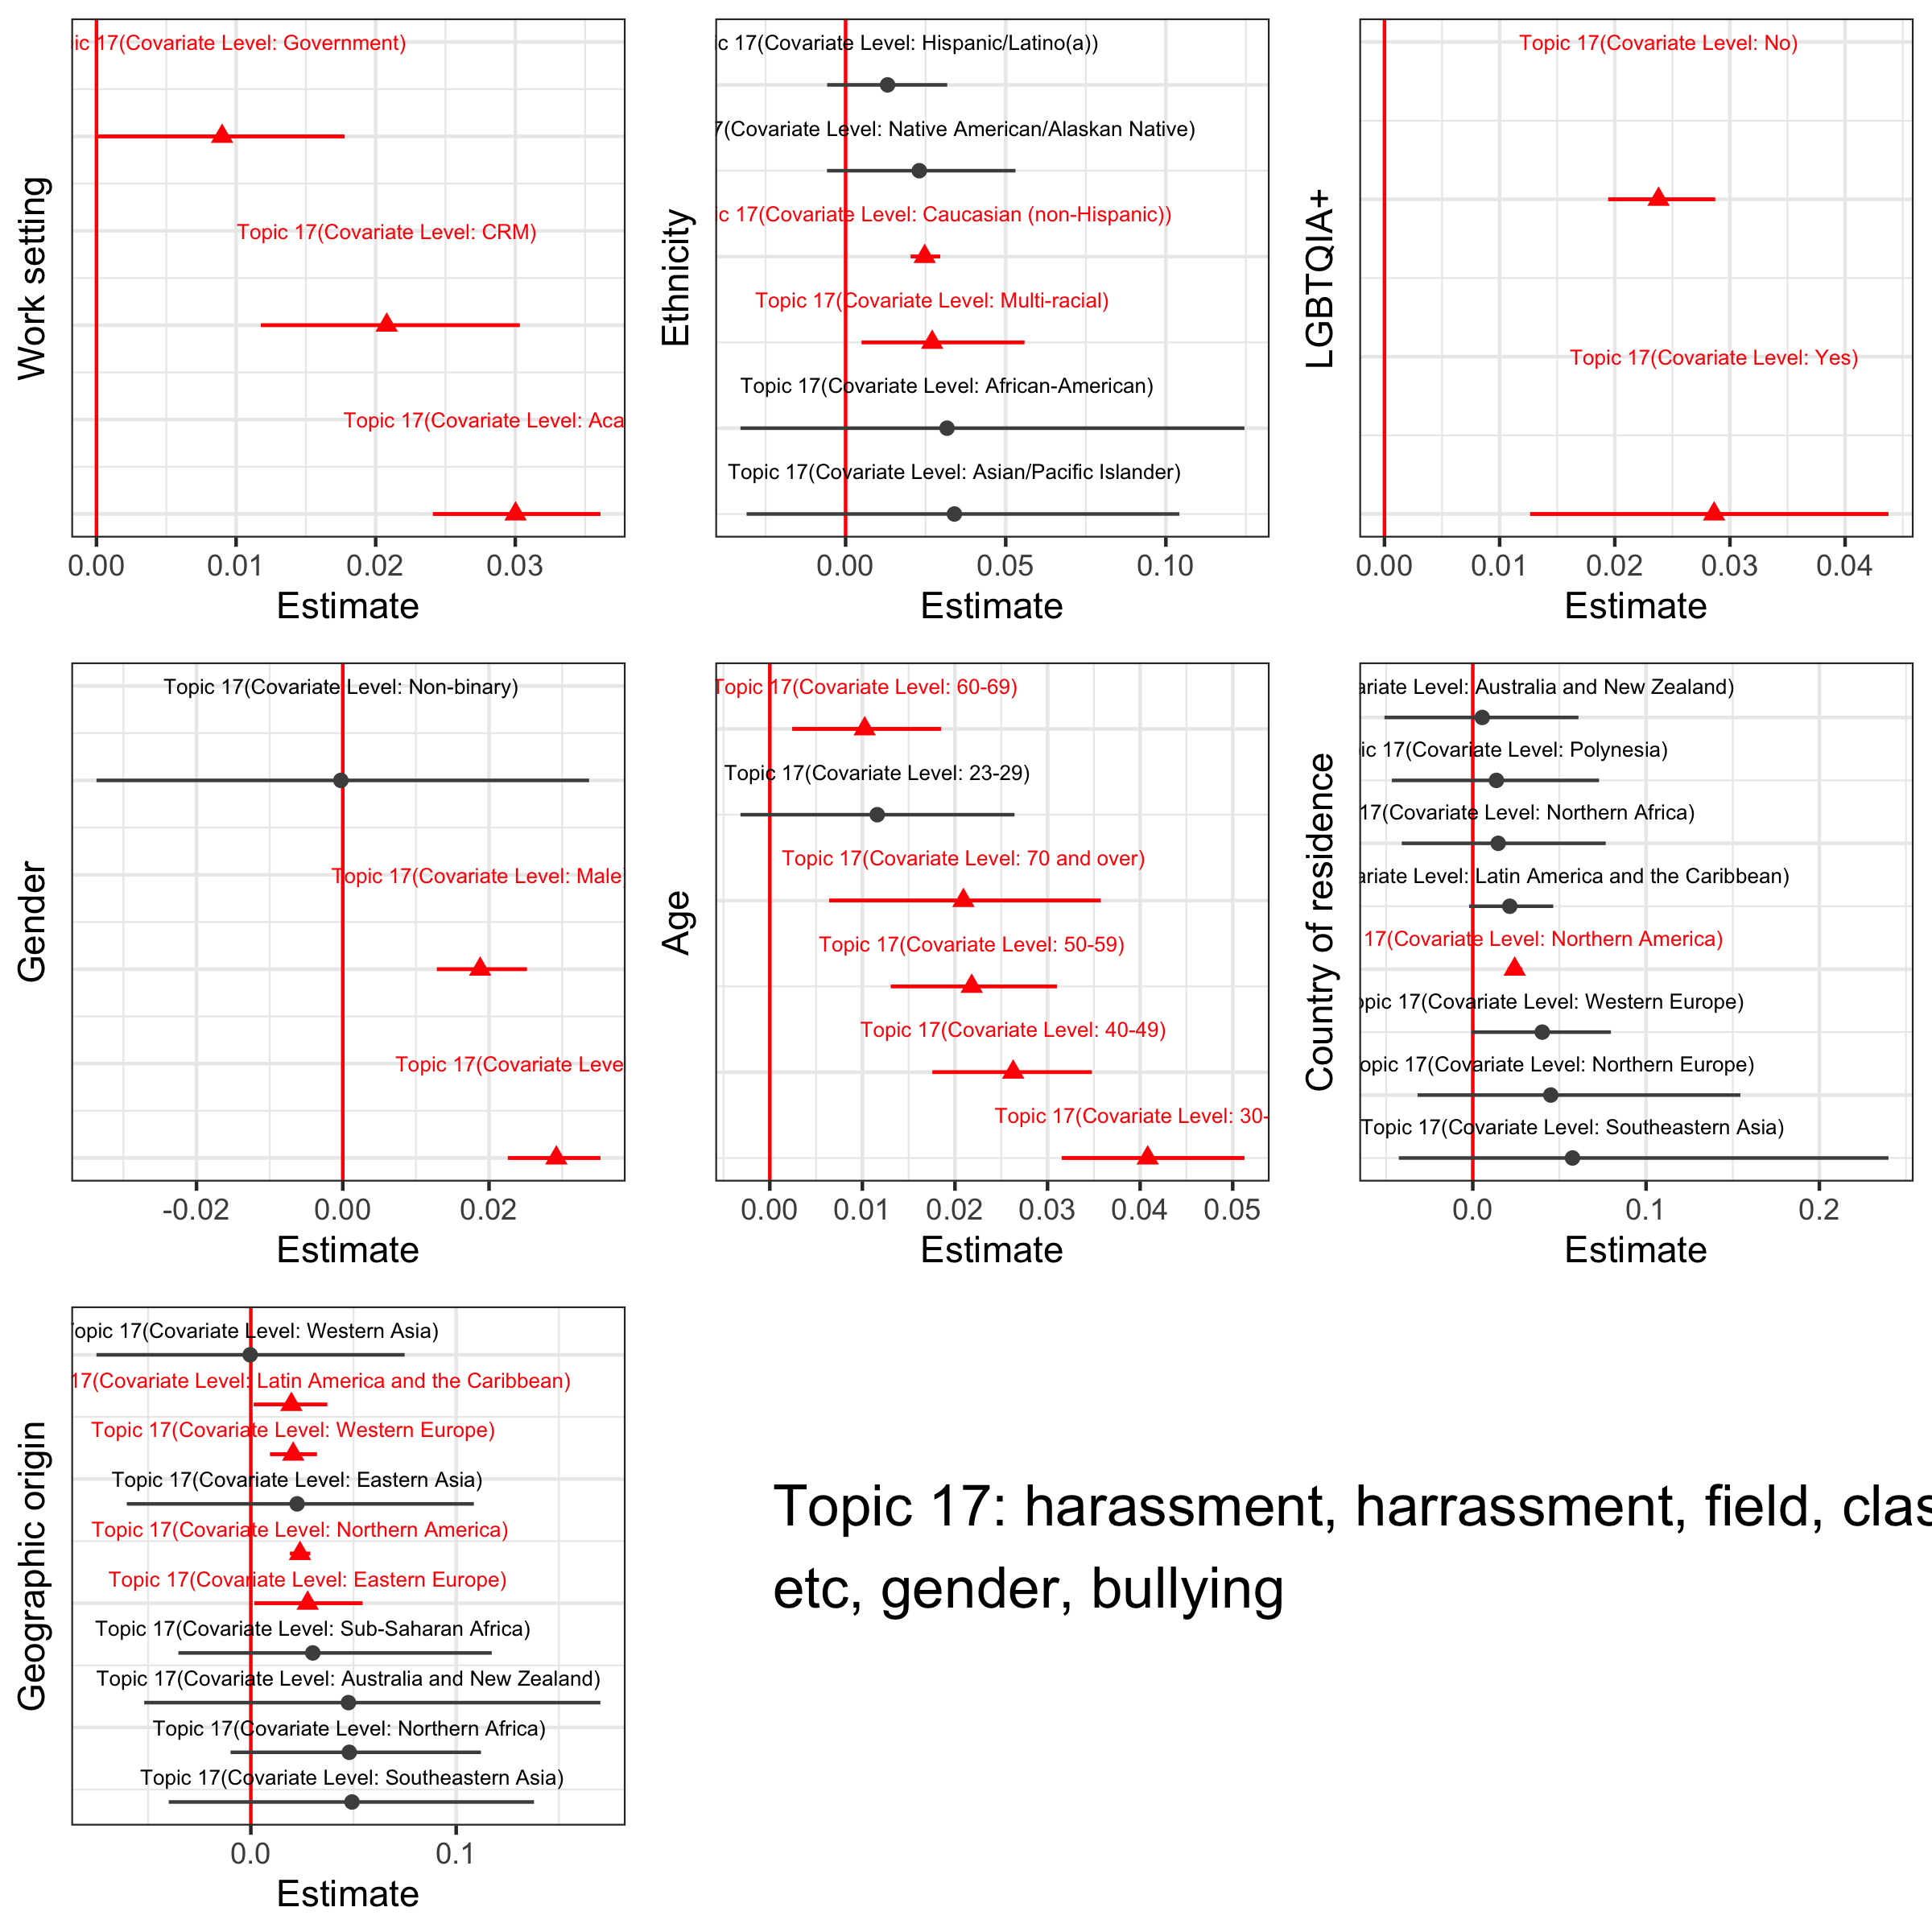 Work setting
ic 17(Covariate Level: Government)
Topic 17(Covariate Level: CRM)
Topic 17(Covariate Level: Aca
0.00 0.01 0.02 0.03
Estimate
Ethnicity
c 17(Covariate Level: Hispanic/Latino(a))
7(Covariate Level: Native American/Alaskan Native)
ic 17(Covariate Level: Caucasian (non-Hispanic))
Topic 17(Covariate Level: Multi-racial)
Topic 17(Covariate Level: African-American)
Topic 17(Covariate Level: Asian/Pacific Islander)
0.00 0.05 0.10
Estimate
LGBTQIA+
Topic 17(Covariate Level: No)
Topic 17(Covariate Level: Yes)
0.00 0.01 0.02 0.03 0.04
Estimate
Gender
Topic 17(Covariate Level: Non-binary)
Topic 17(Covariate Level: Male
Topic 17(Covariate Leve
-0.02 0.00 0.02
Estimate
Age
Topic 17(Covariate Level: 60-69)
Topic 17(Covariate Level: 23-29)
Topic 17(Covariate Level: 70 and over)
Topic 17(Covariate Level: 50-59)
Topic 17(Covariate Level: 40-49)
Topic 17(Covariate Level: 30-
0.00 0.01 0.02 0.03 0.04 0.05
Estimate
Country of residence
ariate Level: Australia and New Zealand)
ic 17(Covariate Level: Polynesia)
17(Covariate Level: Northern Africa)
ariate Level: Latin America and the Caribbean)
17(Covariate Level: Northern America)
opic 17(Covariate Level: Western Europe)
opic 17(Covariate Level: Northern Europe)
Topic 17(Covariate Level: Southeastern Asia)
0.0 0.1 0.2
Estimate
Geographic origin
Topic 17(Covariate Level: Western Asia)
17(Covariate Level: Latin America and the Caribbean)
Topic 17(Covariate Level: Western Europe)
Topic 17(Covariate Level: Eastern Asia)
Topic 17(Covariate Level: Northern America)
Topic 17(Covariate Level: Eastern Europe)
Topic 17(Covariate Level: Sub-Saharan Africa)
Topic 17(Covariate Level: Australia and New Zealand)
Topic 17(Covariate Level: Northern Africa)
Topic 17(Covariate Level: Southeastern Asia)
0.0 0.1
Estimate
Topic 17: harassment, harrassment, field, clas
etc, gender, bullying